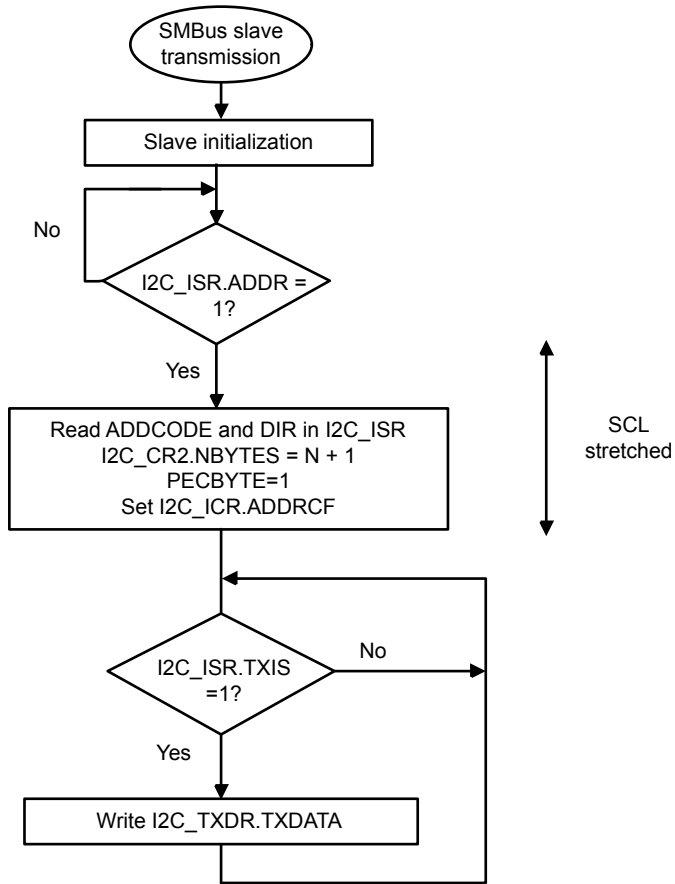 SMBus slave
transmission
Slave initialization
No
I2C_ISR.ADDR =
1?
Yes
Read ADDCODE and DIR in I2C_ISR
I2C_CR2.NBYTES = N + 1
PECBYTE=1
Set I2C_ICR.ADDRCF
SCL
stretched
I2C_ISR.TXIS
=1?
No
Yes
Write I2C_TXDR.TXDATA